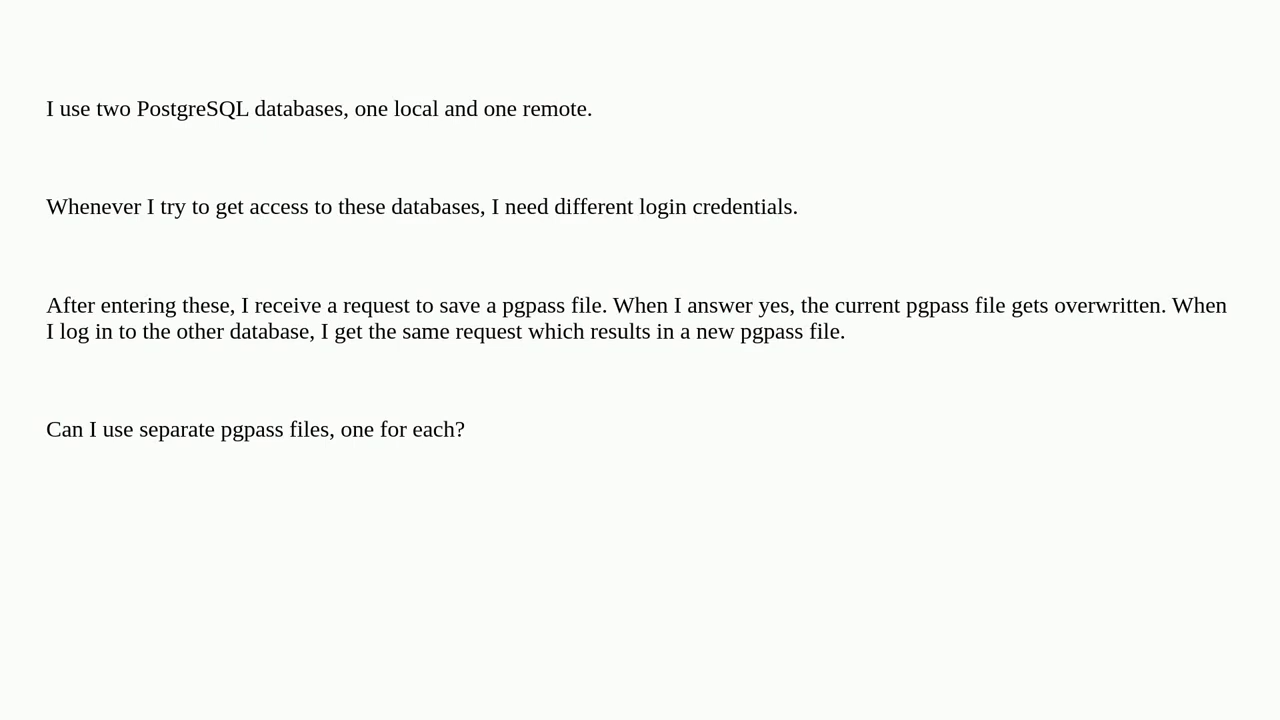 I use two PostgreSQL databases, one local and one remote.
Whenever I try to get access to these databases, I need different login credentials.
After entering these, I receive a request to save a pgpass file. When I answer yes, the current pgpass file gets overwritten. When
I log in to the other database, I get the same request which results in a new pgpass file.
Can I use separate pgpass files, one for each?